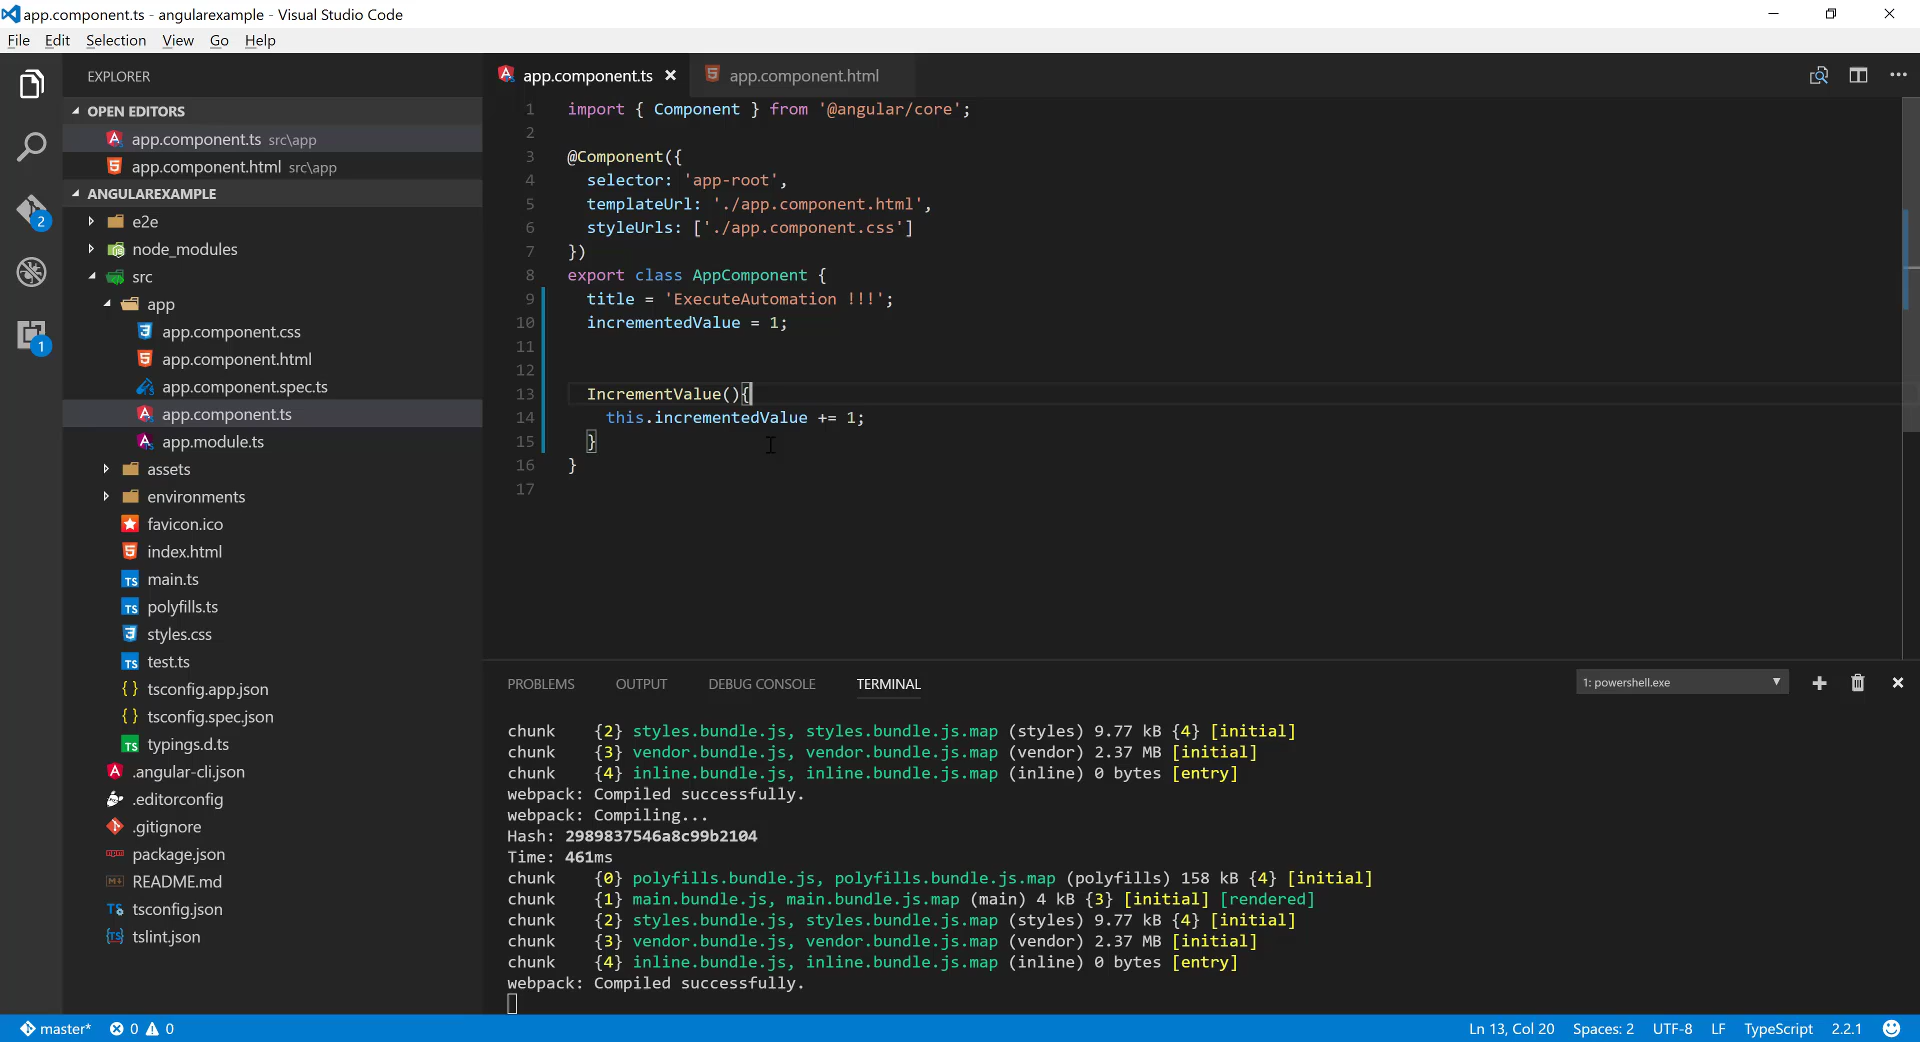 app.component.ts - angularexample - Visual Studio Code
File Edit Selection View Go Help
EXPLORER
OPEN EDITORS
app.component.ts src\app
app.component.html src\app
ANGULAREXAMPLE
e2e
node_modules
src
app
app.component.css
app.component.html
app.component.spec.ts
app.component.ts
app.module.ts
assets
environments
favicon.ico
index.html
TS main.ts
TS polyfills.ts
styles.css
TS test.ts
{ } tsconfig.app.json
{ } tsconfig.spec.json
TS typings.d.ts
.angular-cli.json
.editorconfig
.gitignore
package.json
README.md
tsconfig.json
tslint.json
2
1
app.component.ts app.component.html
1 import { Component } from '@angular/core';
2
3 @Component({
4 selector: 'app-root',
5 templateUrl: './app.component.html',
6 styleUrls: ['./app.component.css']
7 })
8 export class AppComponent {
9 title = 'ExecuteAutomation !!!';
10 incrementedValue = 1;
11
12
13 IncrementValue(){
14 this.incrementedValue += 1;
15 }
16 }
17
PROBLEMS OUTPUT DEBUG CONSOLE TERMINAL 1: powershell.exe
chunk {2} styles.bundle.js, styles.bundle.js.map (styles) 9.77 kB {4} [initial]
chunk {3} vendor.bundle.js, vendor.bundle.js.map (vendor) 2.37 MB [initial]
chunk {4} inline.bundle.js, inline.bundle.js.map (inline) 0 bytes [entry]
webpack: Compiled successfully.
webpack: Compiling...
Hash: 2989837546a8c99b2104
Time: 461ms
chunk {0} polyfills.bundle.js, polyfills.bundle.js.map (polyfills) 158 kB {4} [initial]
chunk {1} main.bundle.js, main.bundle.js.map (main) 4 kB {3} [initial] [rendered]
chunk {2} styles.bundle.js, styles.bundle.js.map (styles) 9.77 kB {4} [initial]
chunk {3} vendor.bundle.js, vendor.bundle.js.map (vendor) 2.37 MB [initial]
chunk {4} inline.bundle.js, inline.bundle.js.map (inline) 0 bytes [entry]
webpack: Compiled successfully.
master* 0 0 Ln 13, Col 20 Spaces: 2 UTF-8 LF TypeScript 2.2.1